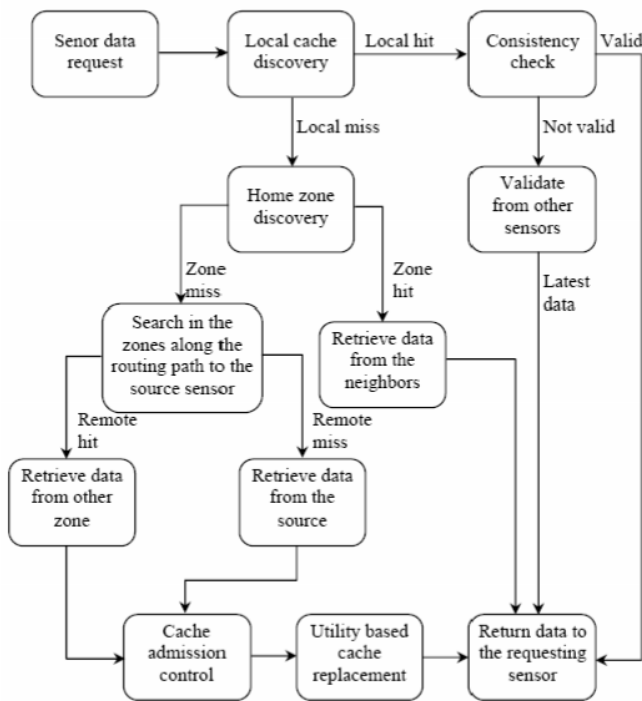 Senor data
request
Local cache
discovery
Local hit
Consistency
check
Valid
Local miss
Not valid
Home zone
discovery
Validate
from other
sensors
Zone
miss
Zone
hit
Latest
data
Search in the
zones along the
routing path to the
source sensor
Retrieve data
from the
neighbors
Remote
hit
Remote
miss
Retrieve data
from other
zone
Retrieve data
from the
source
Cache
admission
control
Utility based
cache
replacement
Return data to
the requesting
sensor